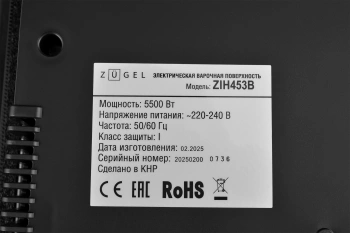 ZÜGEL ЭЛЕКТРИЧЕСКАЯ ВАРОЧНАЯ ПОВЕРХНОСТЬ
Модель: ZIH453B
Мощность: 5500 Вт
Напряжение питания: ~220-240 В
Частота: 50/60 Гц
Класс защиты: I
Дата изготовления: 02.2025
Серийный номер: 20250200 0736
Сделано в КНР
CE EAC RoHS